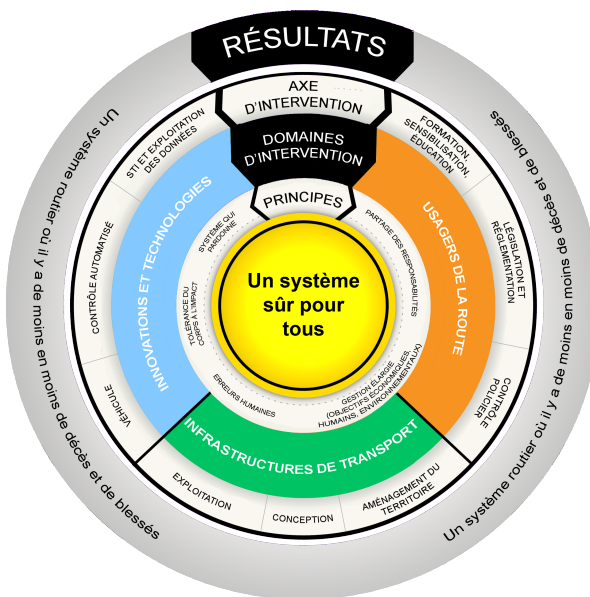 RÉSULTATS
AXE
D'INTERVENTION
DOMAINES
D'INTERVENTION
PRINCIPES
Un système
sûr pour
tous
Un système routier où il y a de moins en moins de décès et de blessés
Un système routier où il y a de moins en moins de décès et de blessés
STI ET EXPLOITATION
DES DONNÉES
CONTRÔLE AUTOMATISÉ
VÉHICULE
FORMATION,
SENSIBILISATION,
ÉDUCATION
LÉGISLATION ET
RÉGLEMENTATION
CONTRÔLE
POLICIER
EXPLOITATION
CONCEPTION
AMÉNAGEMENT DU
TERRITOIRE
INNOVATIONS ET TECHNOLOGIES
USAGERS DE LA ROUTE
INFRASTRUCTURES DE TRANSPORT
SYSTÈME QUI
PARDONNE
TOLÉRANCE DU
CORPS À L'IMPACT
ERREURS HUMAINES
PARTAGE DES RESPONSABILITÉS
GESTION ÉLARGIE
(OBJECTIFS ÉCONOMIQUES,
HUMAINS, ENVIRONNEMENTAUX)